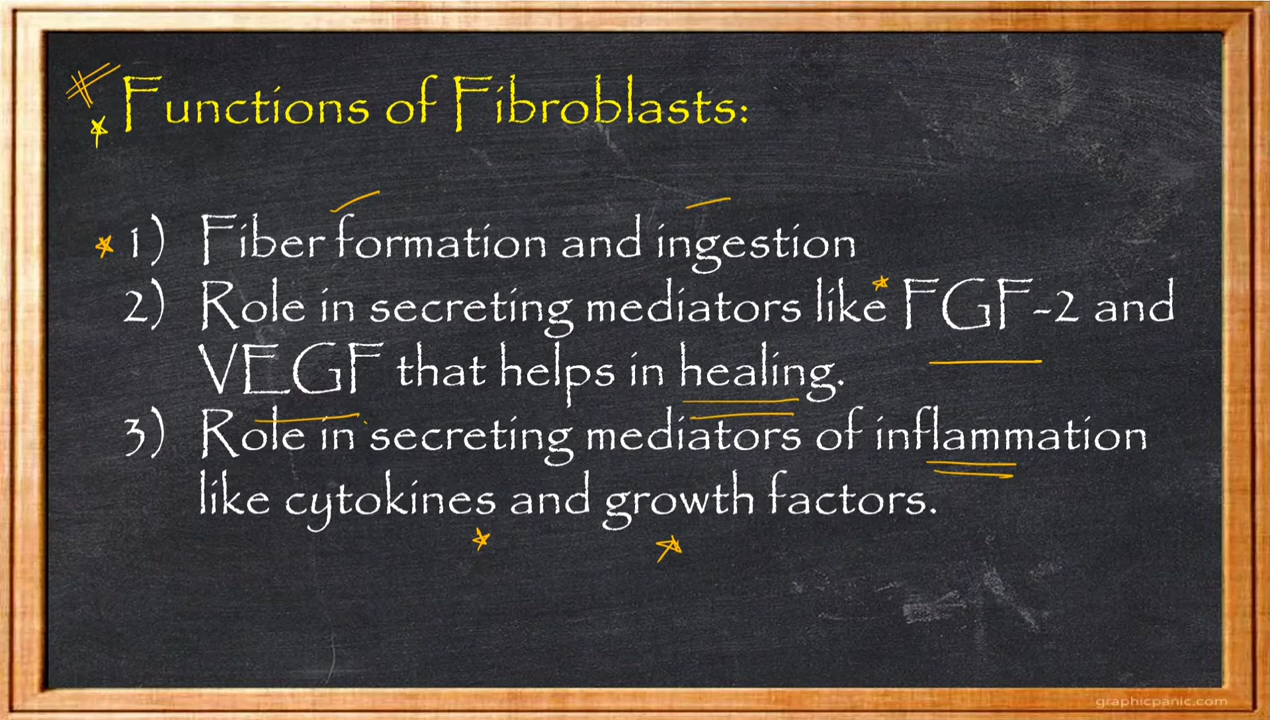 Functions of Fibroblasts:
1) Fiber formation and ingestion
2) Role in secreting mediators like FGF-2 and
VEGF that helps in healing.
3) Role in secreting mediators of inflammation
like cytokines and growth factors.
graphicpanic.com